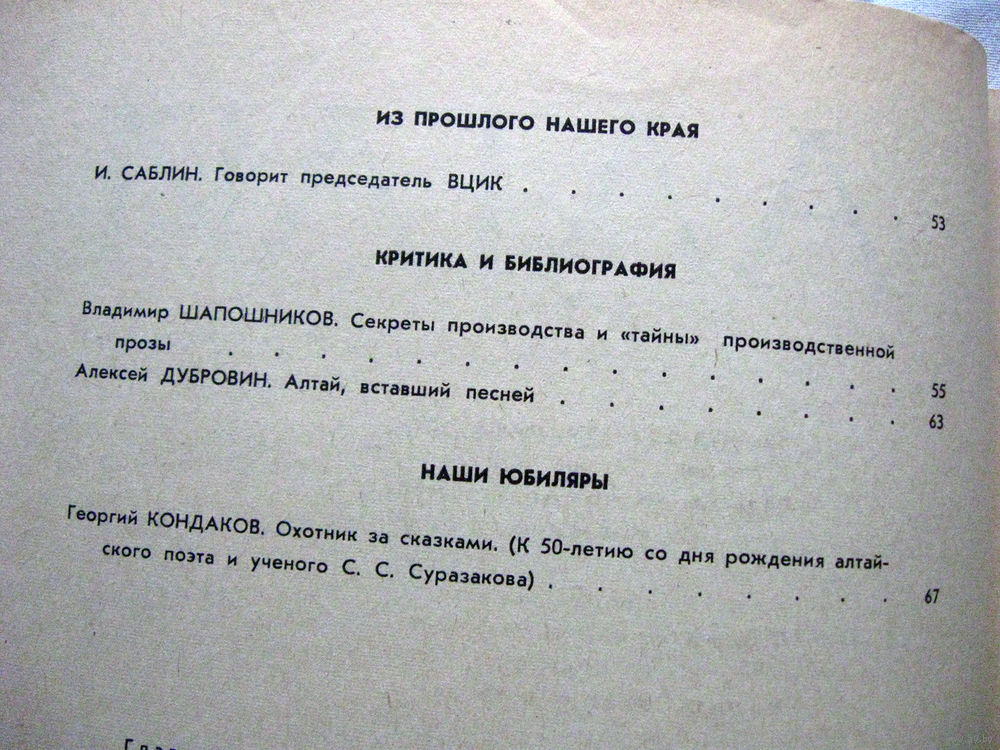 ИЗ ПРОШЛОГО НАШЕГО КРАЯ
И. САБЛИН. Говорит председатель ВЦИК . . . . . . . . . 53
КРИТИКА И БИБЛИОГРАФИЯ
Владимир ШАПОШНИКОВ. Секреты производства и «тайны» производственной
прозы . . . . . . . . . . . . . . . 55
Алексей ДУБРОВИН. Алтай, вставший песней . . . . . . . . 63
НАШИ ЮБИЛЯРЫ
Георгий КОНДАКОВ. Охотник за сказками. (К 50-летию со дня рождения алтай-
ского поэта и ученого С. С. Суразакова) . . . . . . . . 67